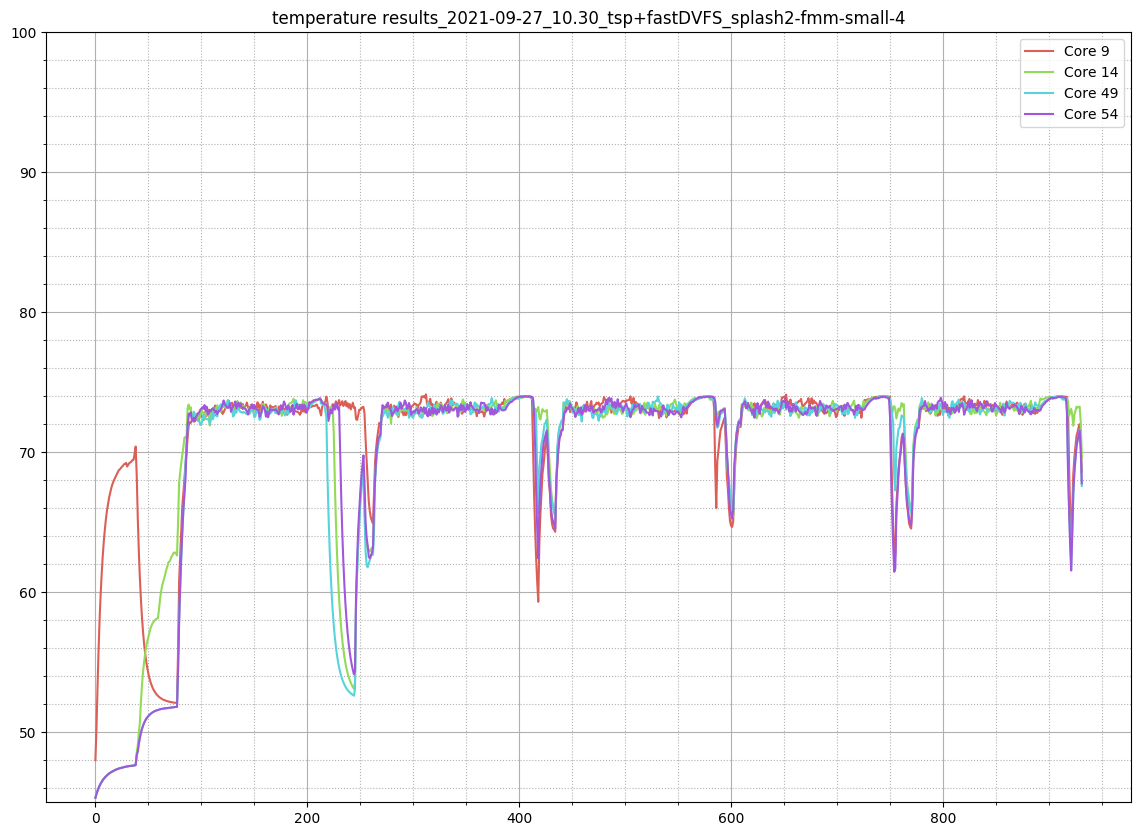 temperature results_2021-09-27_10.30_tsp+fastDVFS_splash2-fmm-small-4
100
90
80
70
60
50
0
200
400
600
800
Core 9
Core 14
Core 49
Core 54